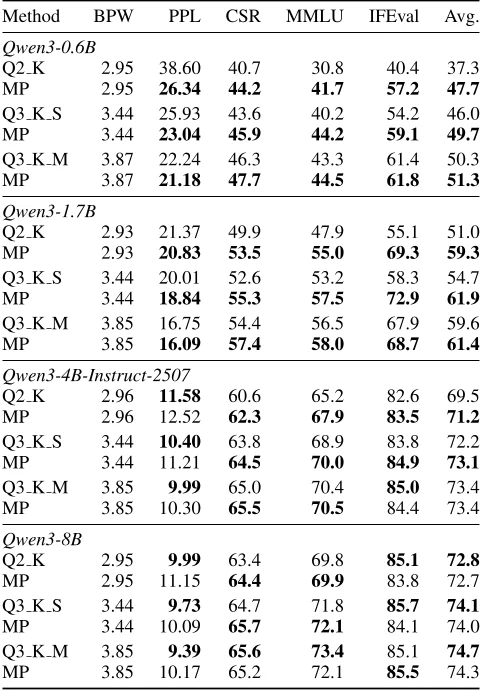 Method BPW PPL CSR MMLU IFEval Avg.
Qwen3-0.6B
Q2_K 2.95 38.60 40.7 30.8 40.4 37.3
MP 2.95 26.34 44.2 41.7 57.2 47.7
Q3_K_S 3.44 25.93 43.6 40.2 54.2 46.0
MP 3.44 23.04 45.9 44.2 59.1 49.7
Q3_K_M 3.87 22.24 46.3 43.3 61.4 50.3
MP 3.87 21.18 47.7 44.5 61.8 51.3
Qwen3-1.7B
Q2_K 2.93 21.37 49.9 47.9 55.1 51.0
MP 2.93 20.83 53.5 55.0 69.3 59.3
Q3_K_S 3.44 20.01 52.6 53.2 58.3 54.7
MP 3.44 18.84 55.3 57.5 72.9 61.9
Q3_K_M 3.85 16.75 54.4 56.5 67.9 59.6
MP 3.85 16.09 57.4 58.0 68.7 61.4
Qwen3-4B-Instruct-2507
Q2_K 2.96 11.58 60.6 65.2 82.6 69.5
MP 2.96 12.52 62.3 67.9 83.5 71.2
Q3_K_S 3.44 10.40 63.8 68.9 83.8 72.2
MP 3.44 11.21 64.5 70.0 84.9 73.1
Q3_K_M 3.85 9.99 65.0 70.4 85.0 73.4
MP 3.85 10.30 65.5 70.5 84.4 73.4
Qwen3-8B
Q2_K 2.95 9.99 63.4 69.8 85.1 72.8
MP 2.95 11.15 64.4 69.9 83.8 72.7
Q3_K_S 3.44 9.73 64.7 71.8 85.7 74.1
MP 3.44 10.09 65.7 72.1 84.1 74.0
Q3_K_M 3.85 9.39 65.6 73.4 85.1 74.7
MP 3.85 10.17 65.2 72.1 85.5 74.3